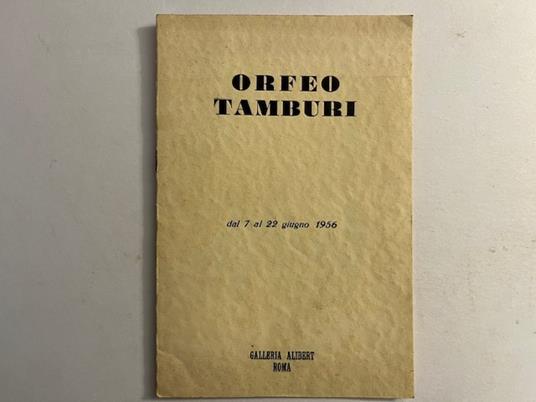 ORFEO
TAMBURI
dal 7 al 22 giugno 1956
GALLERIA ALIBERT
ROMA